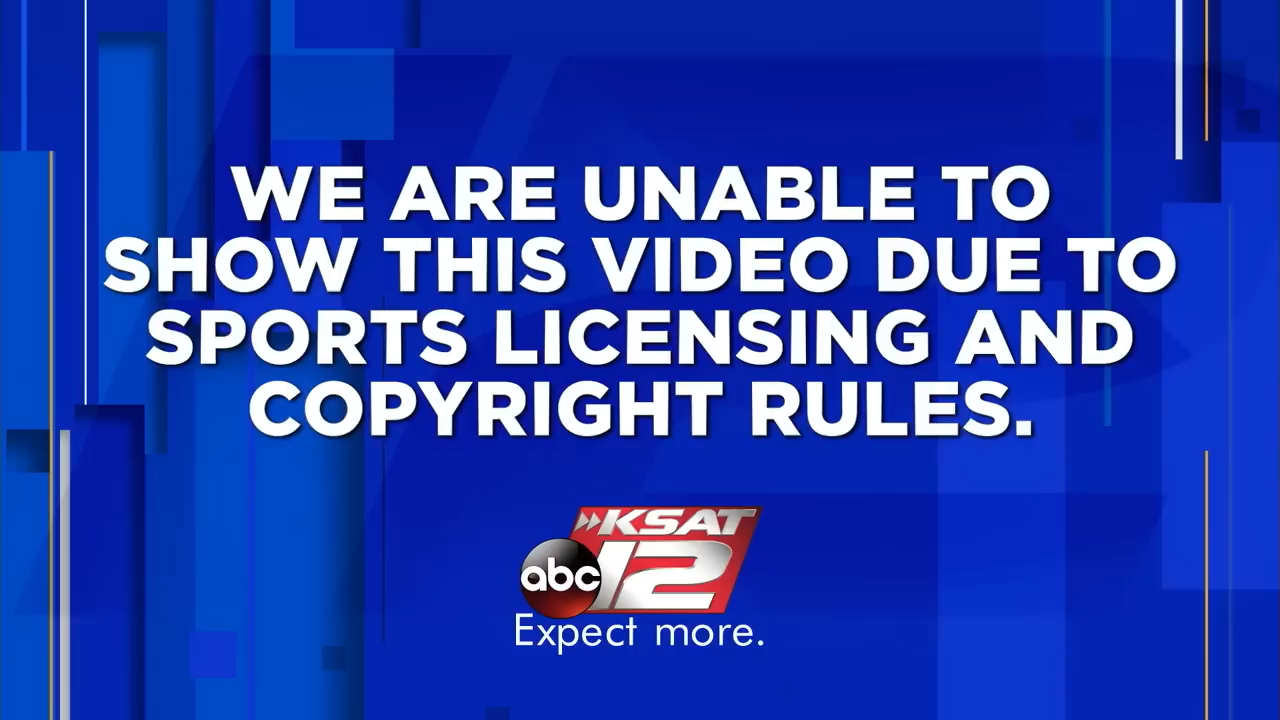 WE ARE UNABLE TO
SHOW THIS VIDEO DUE TO
SPORTS LICENSING AND
COPYRIGHT RULES.
KSAT
abc 12
Expect more.